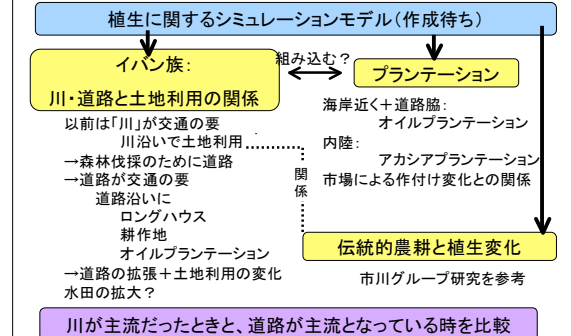 植生に関するシミュレーションモデル(作成待ち)
イバン族:
川・道路と土地利用の関係
組み込む?
プランテーション
以前は「川」が交通の要
川沿いで土地利用
→森林伐採のために道路
→道路が交通の要
道路沿いに
ロングハウス
耕作地
オイルプランテーション
→道路の拡張+土地利用の変化
水田の拡大?
関
係
海岸近く+道路脇:
オイルプランテーション
内陸:
アカシアプランテーション
市場による作付け変化との関係
伝統的農耕と植生変化
市川グループ研究を参考
川が主流だったときと、道路が主流となっている時を比較